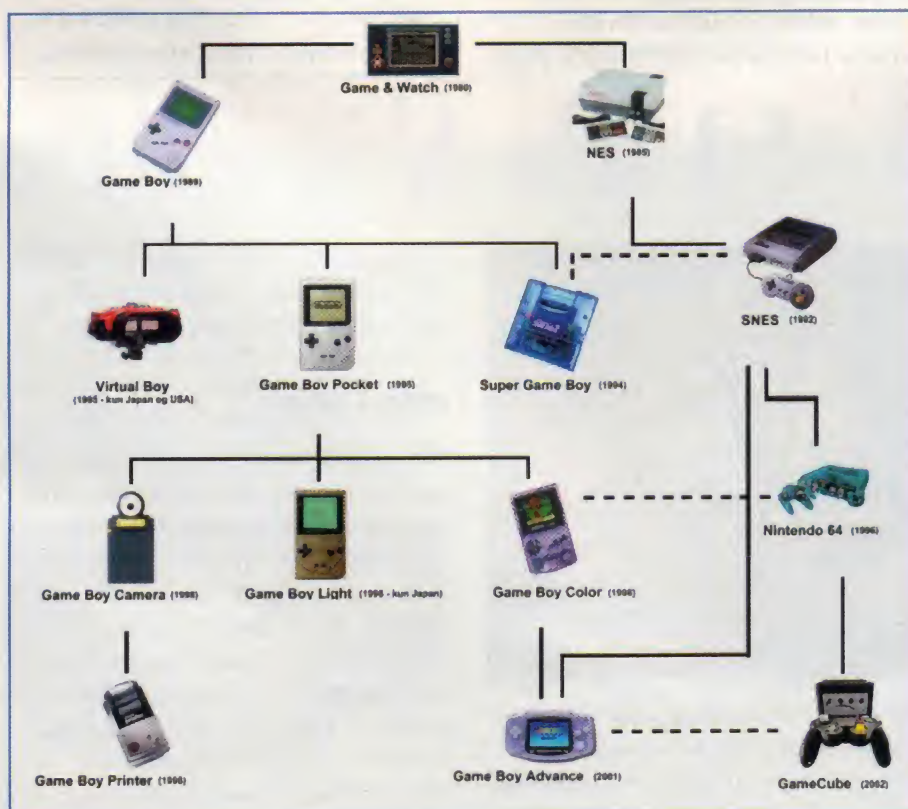 Game & Watch (1980)
NES (1985)
Game Boy (1989)
SNES (1992)
Virtual Boy
(1995 - kun Japan og USA)
Game Boy Pocket (1995)
Super Game Boy (1994)
Nintendo 64 (1996)
Game Boy Camera (1998)
Game Boy Light (1998 - kun Japan)
Game Boy Color (1998)
Game Boy Printer (1998)
Game Boy Advance (2001)
GameCube (2002)